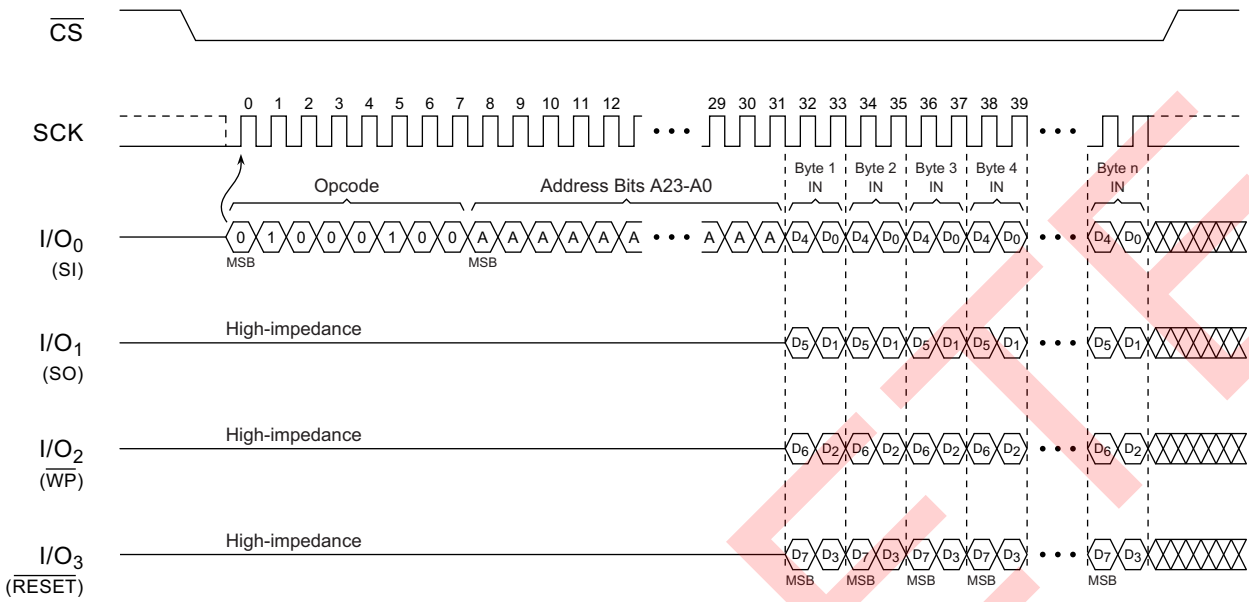 CS
0 1 2 3 4 5 6 7 8 9 10 11 12 29 30 31 32 33 34 35 36 37 38 39
SCK
Opcode Address Bits A23-A0 Byte 1 IN Byte 2 IN Byte 3 IN Byte 4 IN Byte n IN
I/O0 0 1 0 0 0 1 0 0 A A A A A A A A A D4 D0 D4 D0 D4 D0 D4 D0 D4 D0
(SI) MSB MSB
I/O1 High-impedance D5 D1 D5 D1 D5 D1 D5 D1 D5 D1
(SO)
I/O2 High-impedance D6 D2 D6 D2 D6 D2 D6 D2 D6 D2
(WP)
I/O3 High-impedance D7 D3 D7 D3 D7 D3 D7 D3 D7 D3
(RESET) MSB MSB MSB MSB MSB